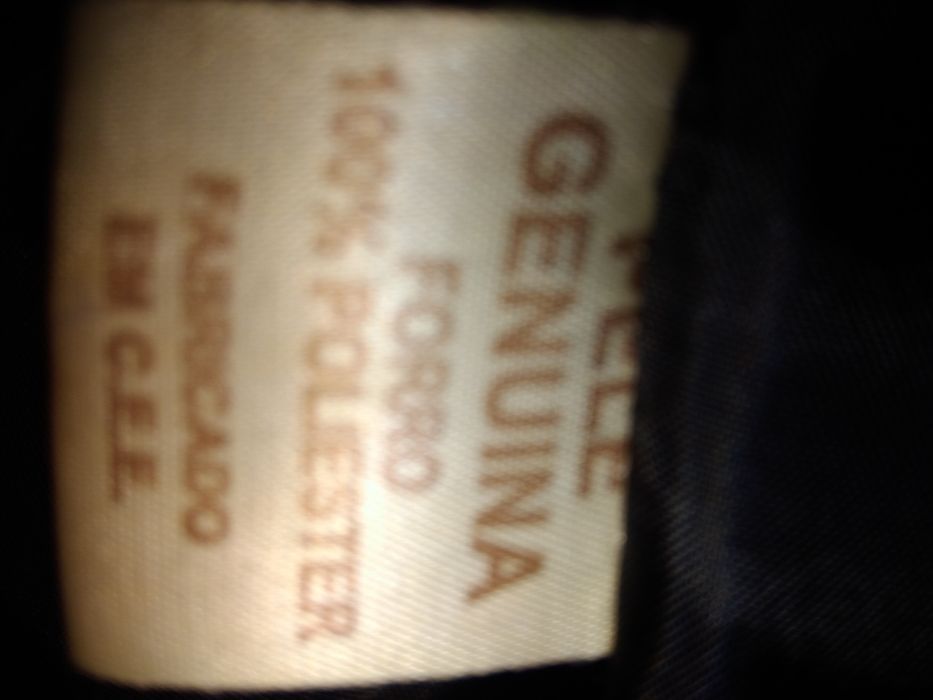 PELE
GENUINA
FORRO
100% POLIESTER
FABRICADO
EM C.E.E.